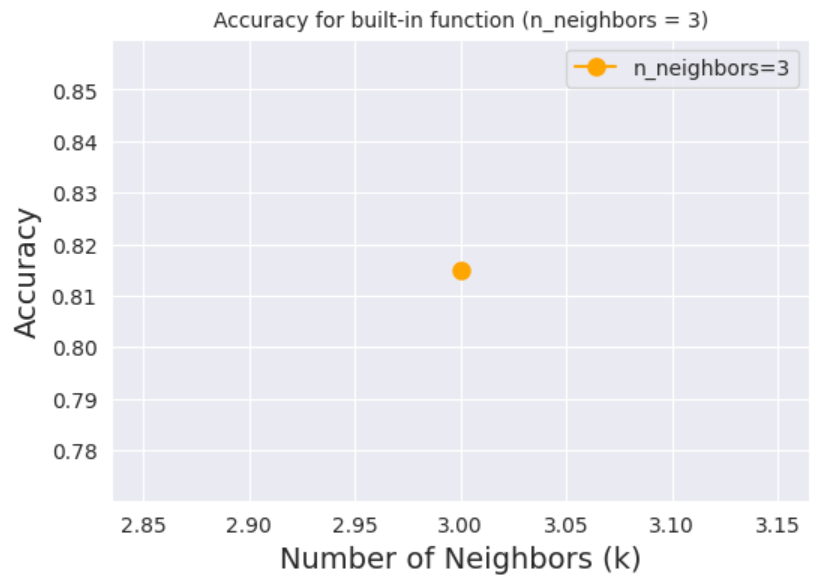 Accuracy for built-in function (n_neighbors = 3)
n_neighbors=3
Accuracy
0.85
0.84
0.83
0.82
0.81
0.80
0.79
0.78
2.85 2.90 2.95 3.00 3.05 3.10 3.15
Number of Neighbors (k)